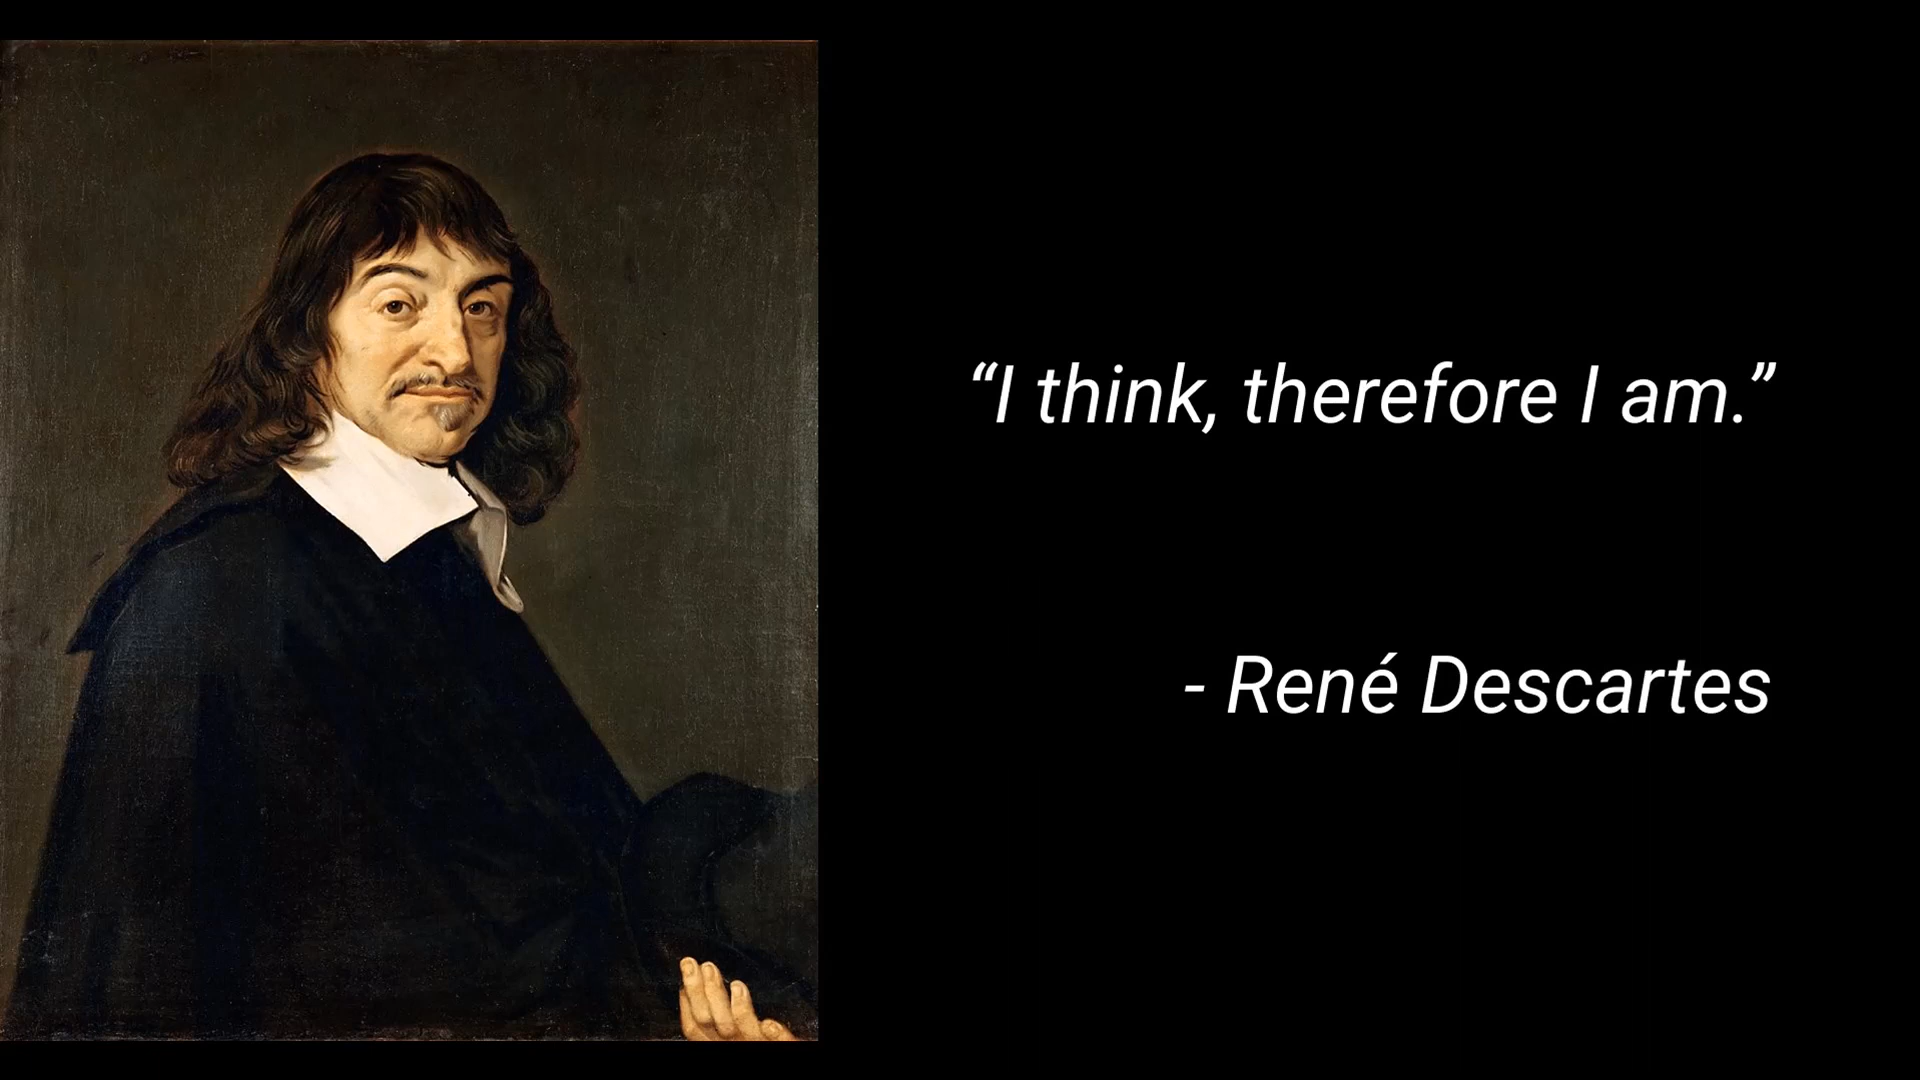 “I think, therefore I am.”
- René Descartes